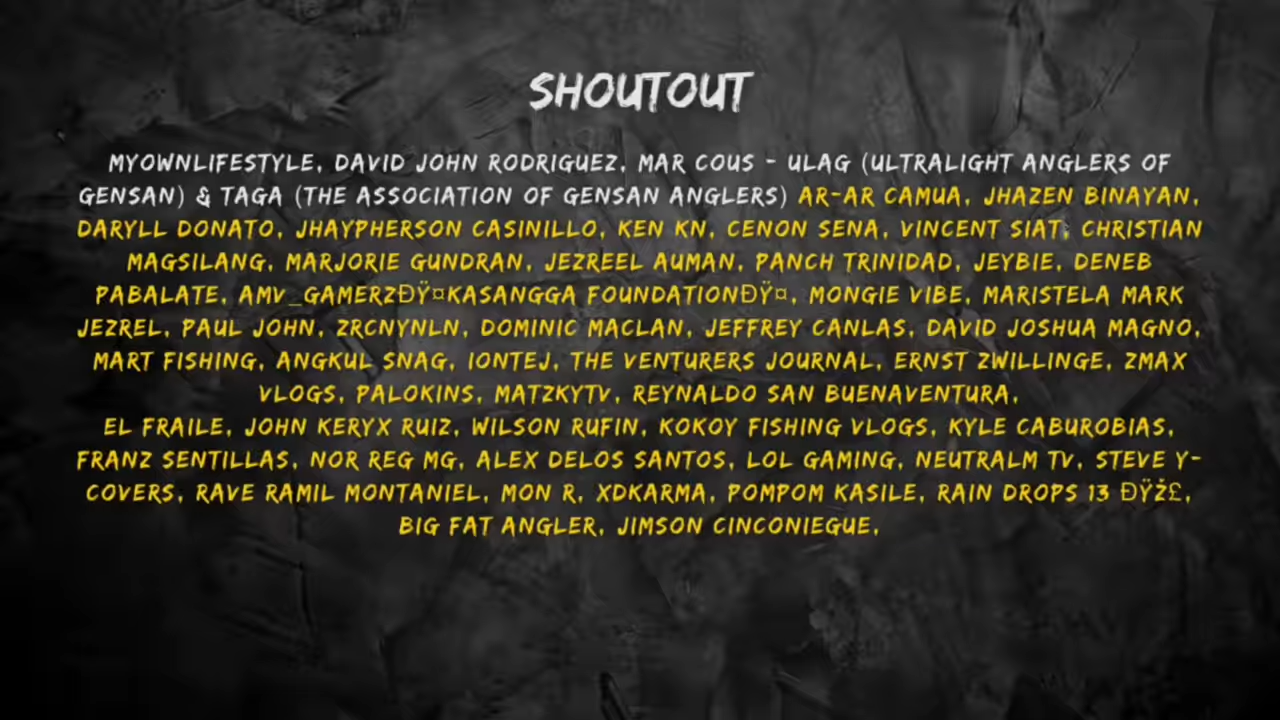 SHOUTOUT
MYOWNLIFESTYLE, DAVID JOHN RODRIGUEZ, MAR COUS - ULAG (ULTRALIGHT ANGLERS OF
GENSAN) & TAGA (THE ASSOCIATION OF GENSAN ANGLERS) AR-AR CAMUA, JHAZEN BINAYAN,
DARYLL DONATO, JHAYPHERSON CASINILLO, KEN KN, CENON SENA, VINCENT SIAT, CHRISTIAN
MAGSILANG, MARJORIE GUNDRAN, JEZREEL AUMAN, PANCH TRINIDAD, JEYBIE, DENEB
PABALATE, AMV_GAMERZÐŸ¤KASANGGA FOUNDATIONÐŸ¤, MONGIE VIBE, MARISTELA MARK
JEZREL, PAUL JOHN, ZRCNYNLN, DOMINIC MACLAN, JEFFREY CANLAS, DAVID JOSHUA MAGNO,
MART FISHING, ANGKUL SNAG, IONTEJ, THE VENTURERS JOURNAL, ERNST ZWILLINGE, ZMAX
VLOGS, PALOKINS, MATZKYTV, REYNALDO SAN BUENAVENTURA,
EL FRAILE, JOHN KERYX RUIZ, WILSON RUFIN, KOKOY FISHING VLOGS, KYLE CABUROBIAS,
FRANZ SENTILLAS, NOR REG MG, ALEX DELOS SANTOS, LOL GAMING, NEUTRALM TV, STEVE Y-
COVERS, RAVE RAMIL MONTANIEL, MON R, XDKARMA, POMPOM KASILE, RAIN DROPS 13 ÐŸŽ£,
BIG FAT ANGLER, JIMSON CINCONIEGUE,